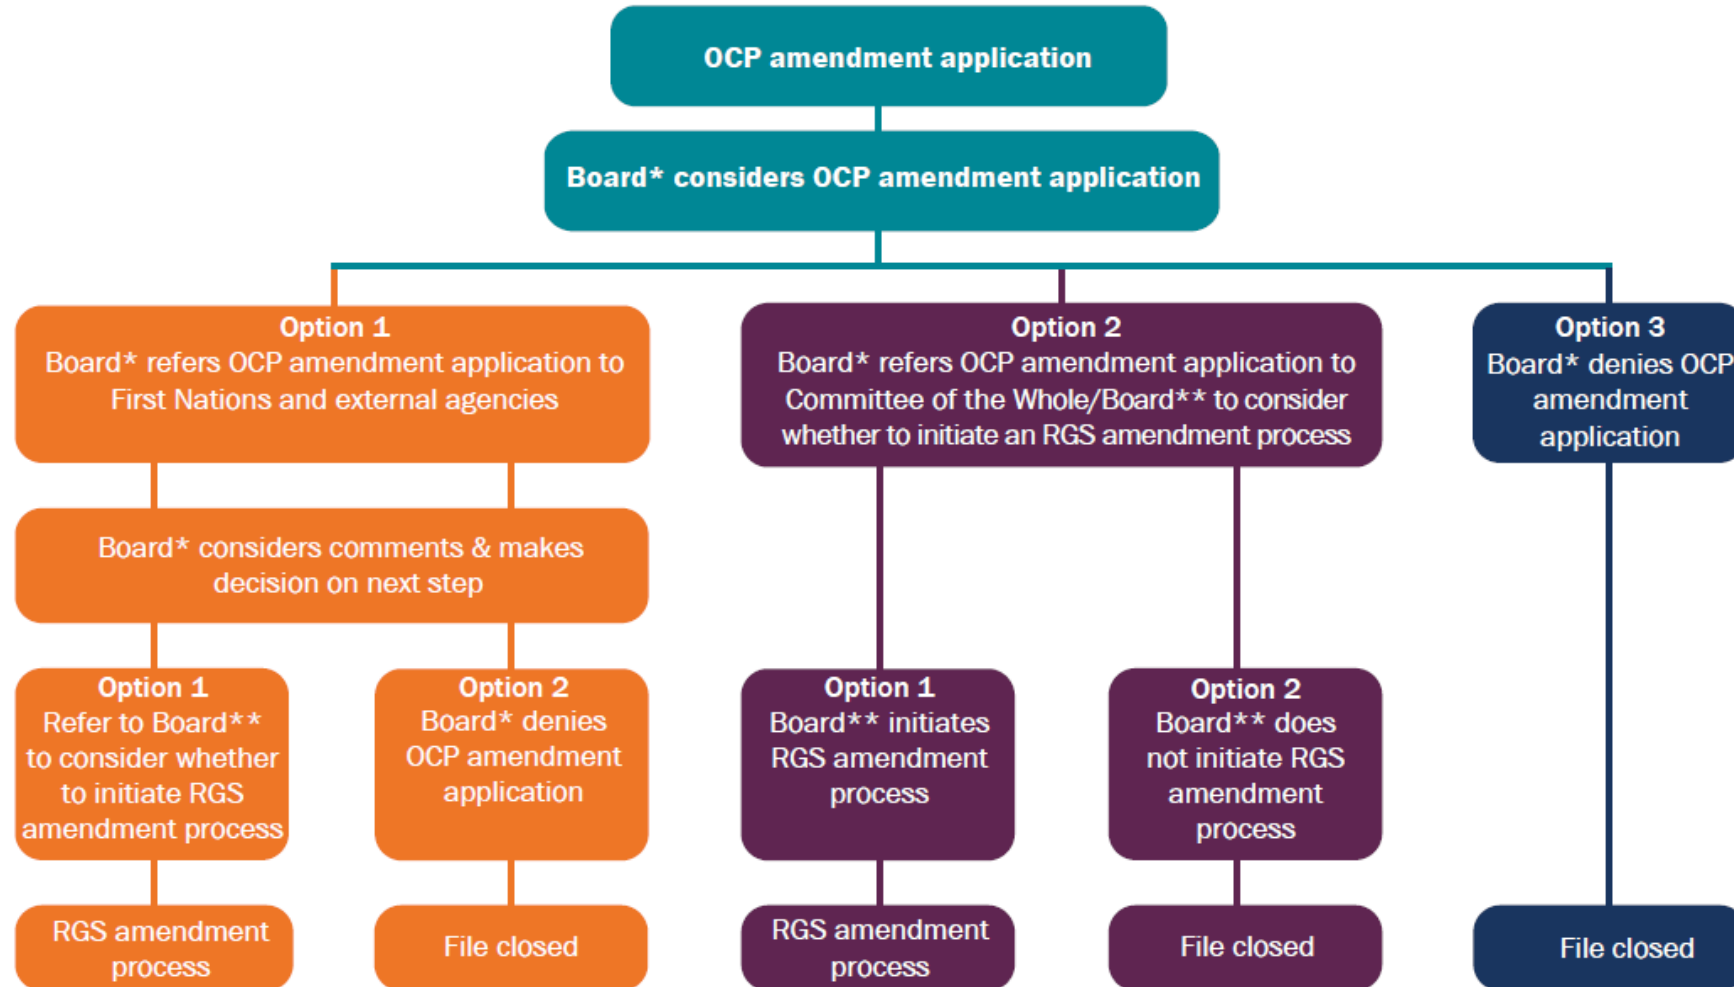 OCP amendment application
Board* considers OCP amendment application
Option 1
Board* refers OCP amendment application to
First Nations and external agencies
Option 2
Board* refers OCP amendment application to
Committee of the Whole/Board** to consider
whether to initiate an RGS amendment process
Option 3
Board* denies OCP
amendment
application
Board* considers comments & makes
decision on next step
Option 1
Refer to Board**
to consider whether
to initiate RGS
amendment process
Option 2
Board* denies
OCP amendment
application
Option 1
Board** initiates
RGS amendment
process
Option 2
Board** does
not initiate RGS
amendment
process
RGS amendment
process
File closed
RGS amendment
process
File closed
File closed